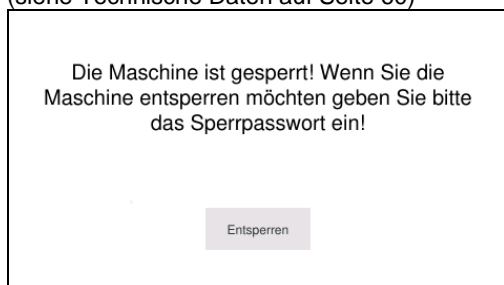 (siehe Technische Daten auf Seite
Die Maschine ist gesperrt! Wenn Sie die
Maschine entsperren möchten geben Sie bitte
das Sperrpasswort ein!
Entsperren